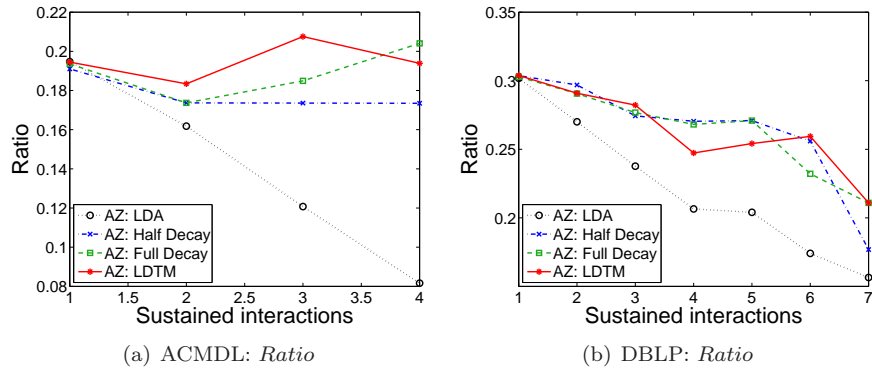 0.22
0.2
0.18
0.16
0.14
0.12
0.1
0.08
Ratio
AZ: LDA
AZ: Half Decay
AZ: Full Decay
AZ: LDTM
1 1.5 2 2.5 3 3.5 4
Sustained interactions
(a) ACMDL: Ratio
0.35
0.3
0.25
0.2
Ratio
AZ: LDA
AZ: Half Decay
AZ: Full Decay
AZ: LDTM
1 2 3 4 5 6 7
Sustained interactions
(b) DBLP: Ratio